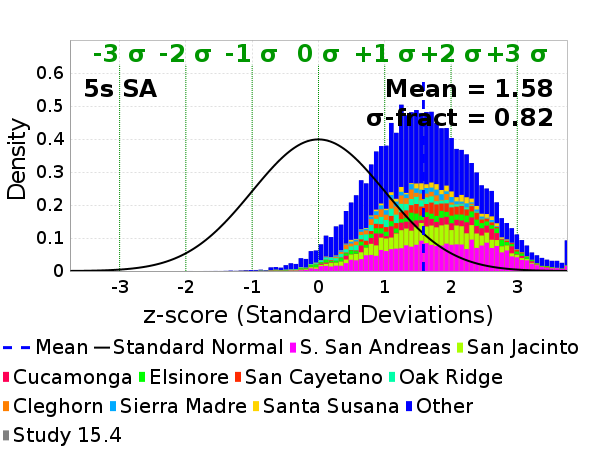 -3 σ -2 σ -1 σ 0 σ +1 σ +2 σ +3 σ
5s SA
Mean = 1.58
σ-fract = 0.82
Density
0.6
0.5
0.4
0.3
0.2
0.1
0
-3 -2 -1 0 1 2 3
z-score (Standard Deviations)
Mean Standard Normal S. San Andreas San Jacinto
Cucamonga Elsinore San Cayetano Oak Ridge
Cleghorn Sierra Madre Santa Susana Other
Study 15.4